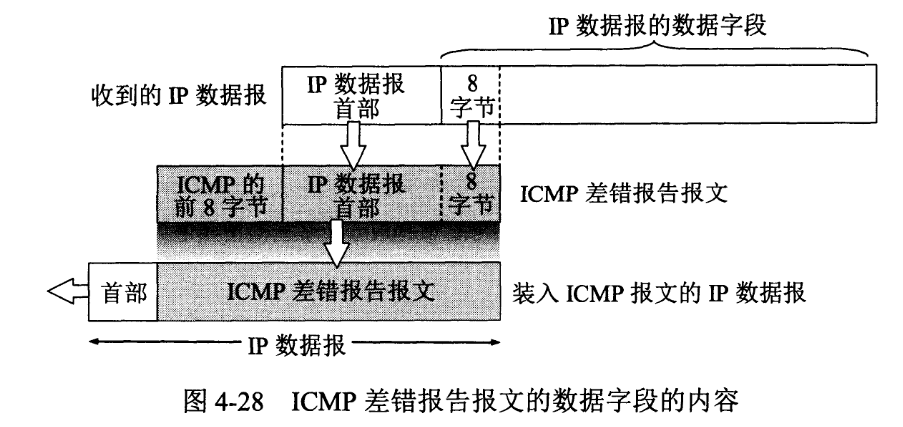 IP 数据报的数据字段
收到的 IP 数据报
IP 数据报
首部
8
字节
ICMP 的
前 8 字节
IP 数据报
首部
8
字节
ICMP 差错报告报文
首部
ICMP 差错报告报文
装入 ICMP 报文的 IP 数据报
IP 数据报
图 4-28 ICMP 差错报告报文的数据字段的内容